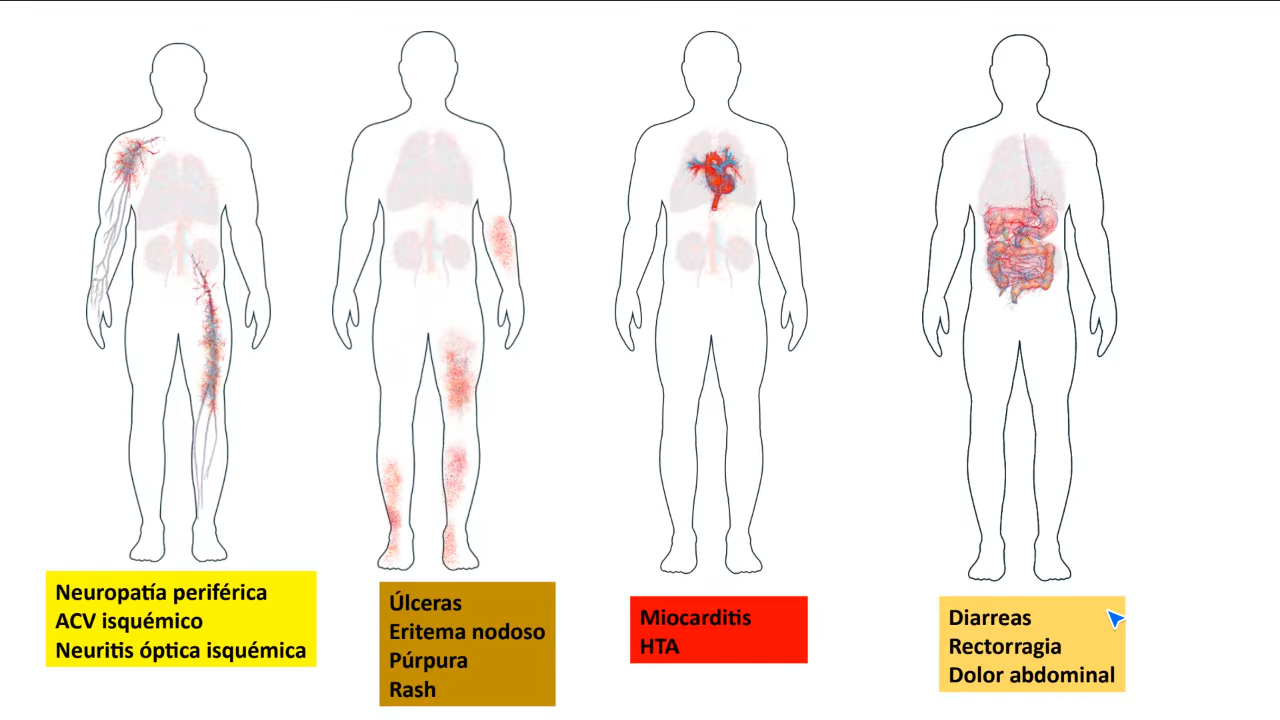 Neuropatía periférica
ACV isquémico
Neuritis óptica isquémica
Úlceras
Eritema nodoso
Púrpura
Rash
Miocarditis
HTA
Diarreas
Rectorragia
Dolor abdominal